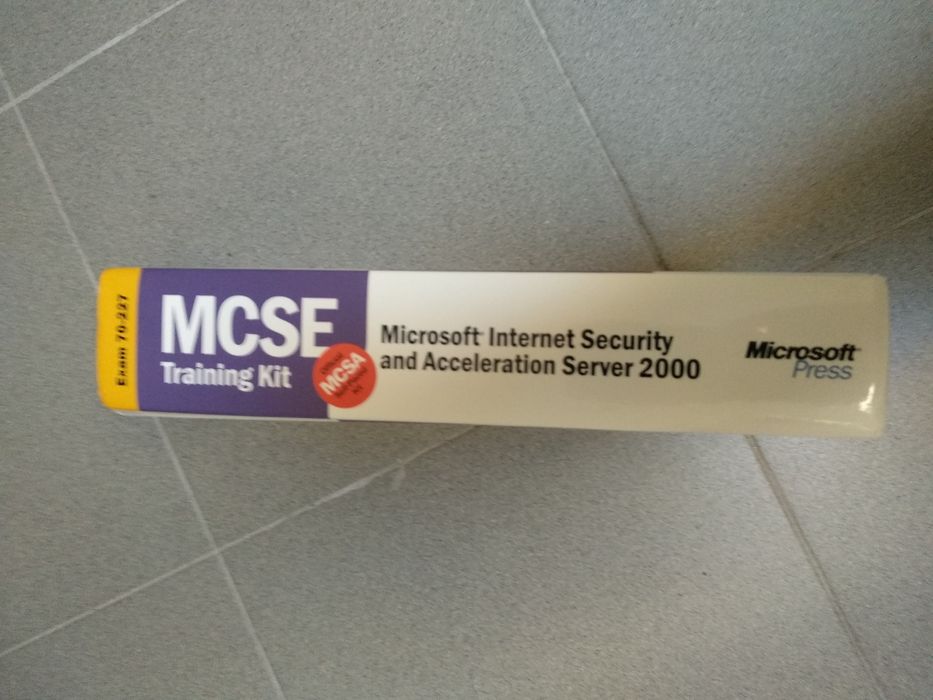 Exam 70-227
MCSE
Training Kit
MCSA
Microsoft Internet Security
and Acceleration Server 2000
Microsoft
Press